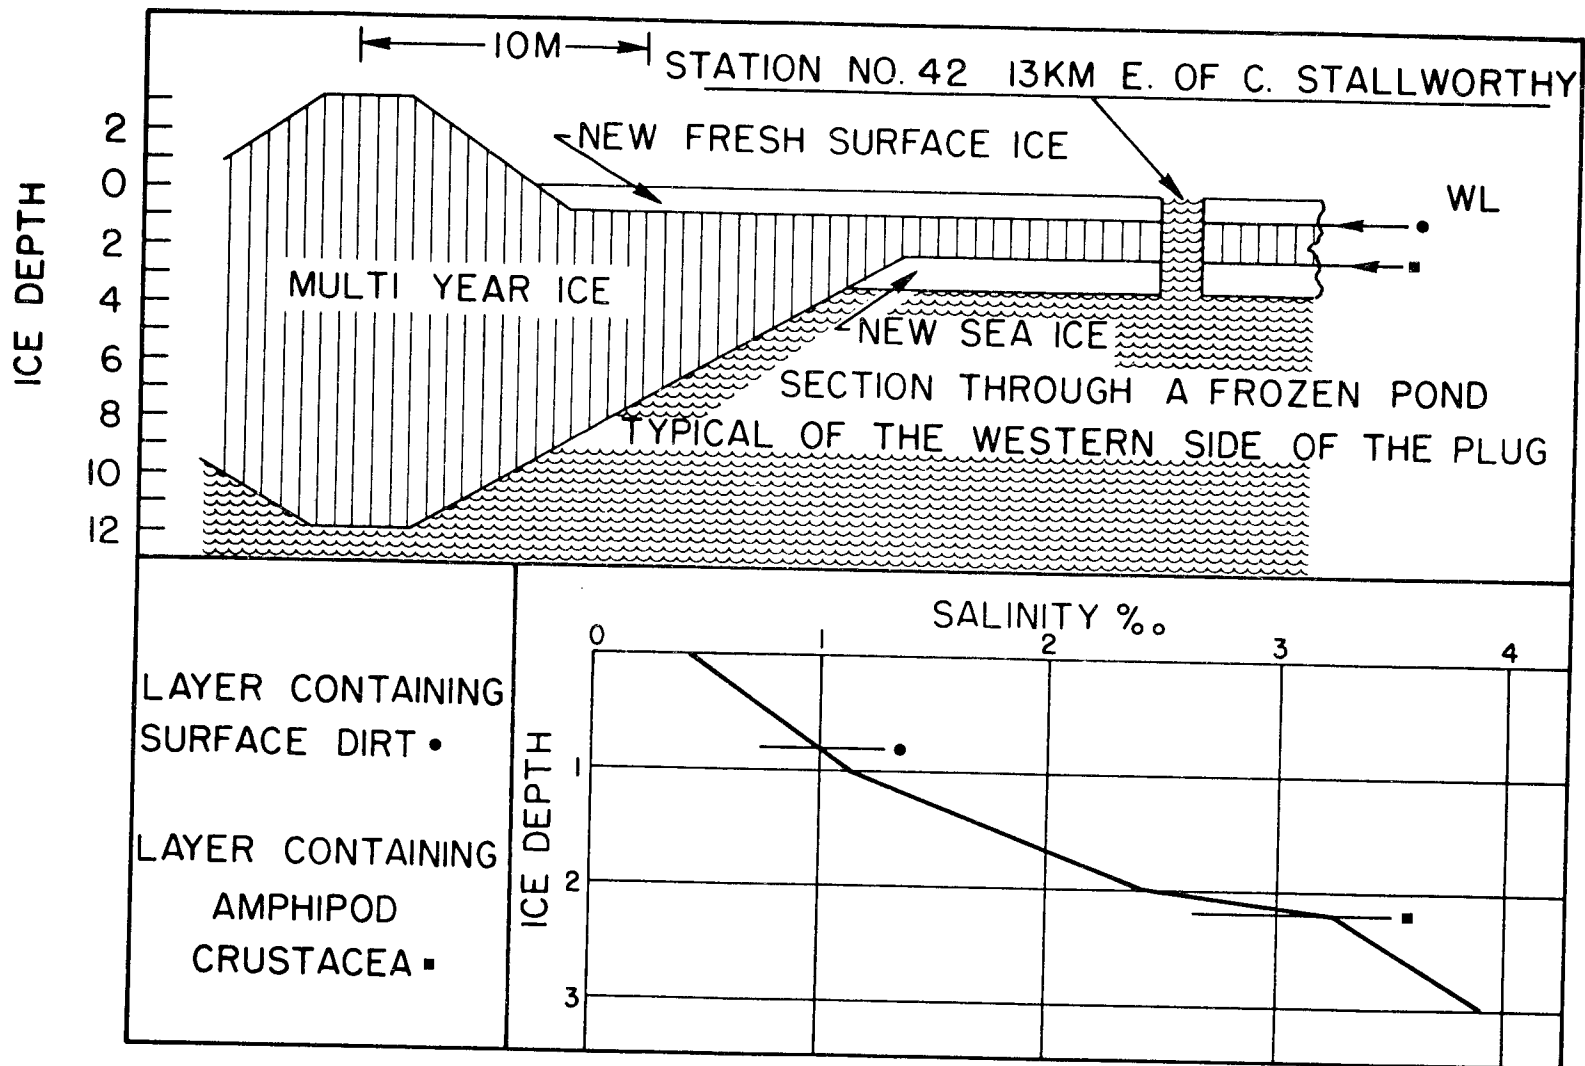 10M
STATION NO. 42 13KM E. OF C. STALLWORTHY
NEW FRESH SURFACE ICE
WL
ICE DEPTH
2
0
2
4
6
8
10
12
MULTI YEAR ICE
NEW SEA ICE
SECTION THROUGH A FROZEN POND
TYPICAL OF THE WESTERN SIDE OF THE PLUG
LAYER CONTAINING
SURFACE DIRT
LAYER CONTAINING
AMPHIPOD
CRUSTACEA
SALINITY ‰
0 1 2 3 4
ICE DEPTH
1
2
3